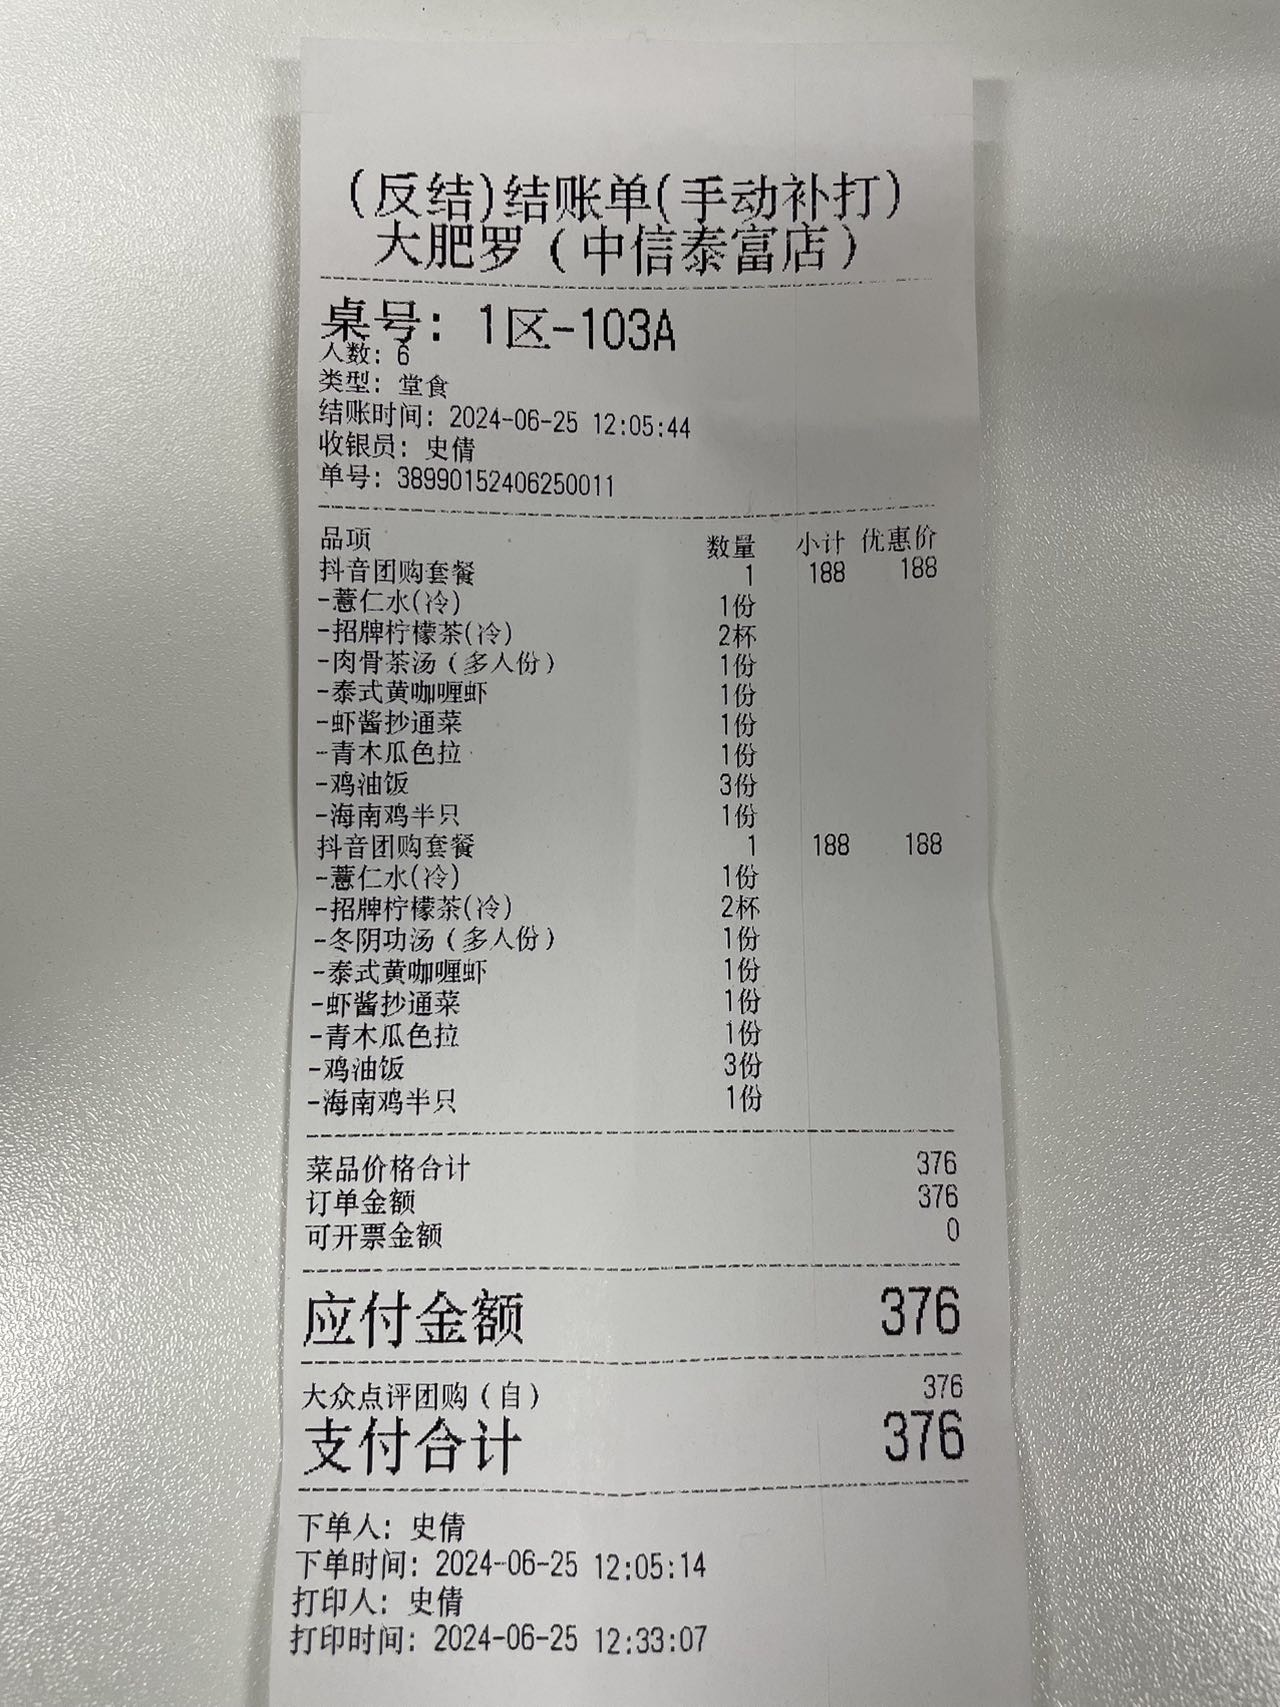 (反结)结账单(手动补打)
大肥罗（中信泰富店）
桌号: 1区-103A
人数: 6
类型: 堂食
结账时间: 2024-06-25 12:05:44
收银员: 史倩
单号: 38990152406250011
品项 数量 小计 优惠价
抖音团购套餐 1 188 188
-薏仁水(冷) 1份
-招牌柠檬茶(冷) 2杯
-肉骨茶汤（多人份） 1份
-泰式黄咖喱虾 1份
-虾酱抄通菜 1份
-青木瓜色拉 1份
-鸡油饭 3份
-海南鸡半只 1份
抖音团购套餐 1 188 188
-薏仁水(冷) 1份
-招牌柠檬茶(冷) 2杯
-冬阴功汤（多人份） 1份
-泰式黄咖喱虾 1份
-虾酱抄通菜 1份
-青木瓜色拉 1份
-鸡油饭 3份
-海南鸡半只 1份
菜品价格合计 376
订单金额 376
可开票金额 0
应付金额 376
大众点评团购（自） 376
支付合计 376
下单人: 史倩
下单时间: 2024-06-25 12:05:14
打印人: 史倩
打印时间: 2024-06-25 12:33:07